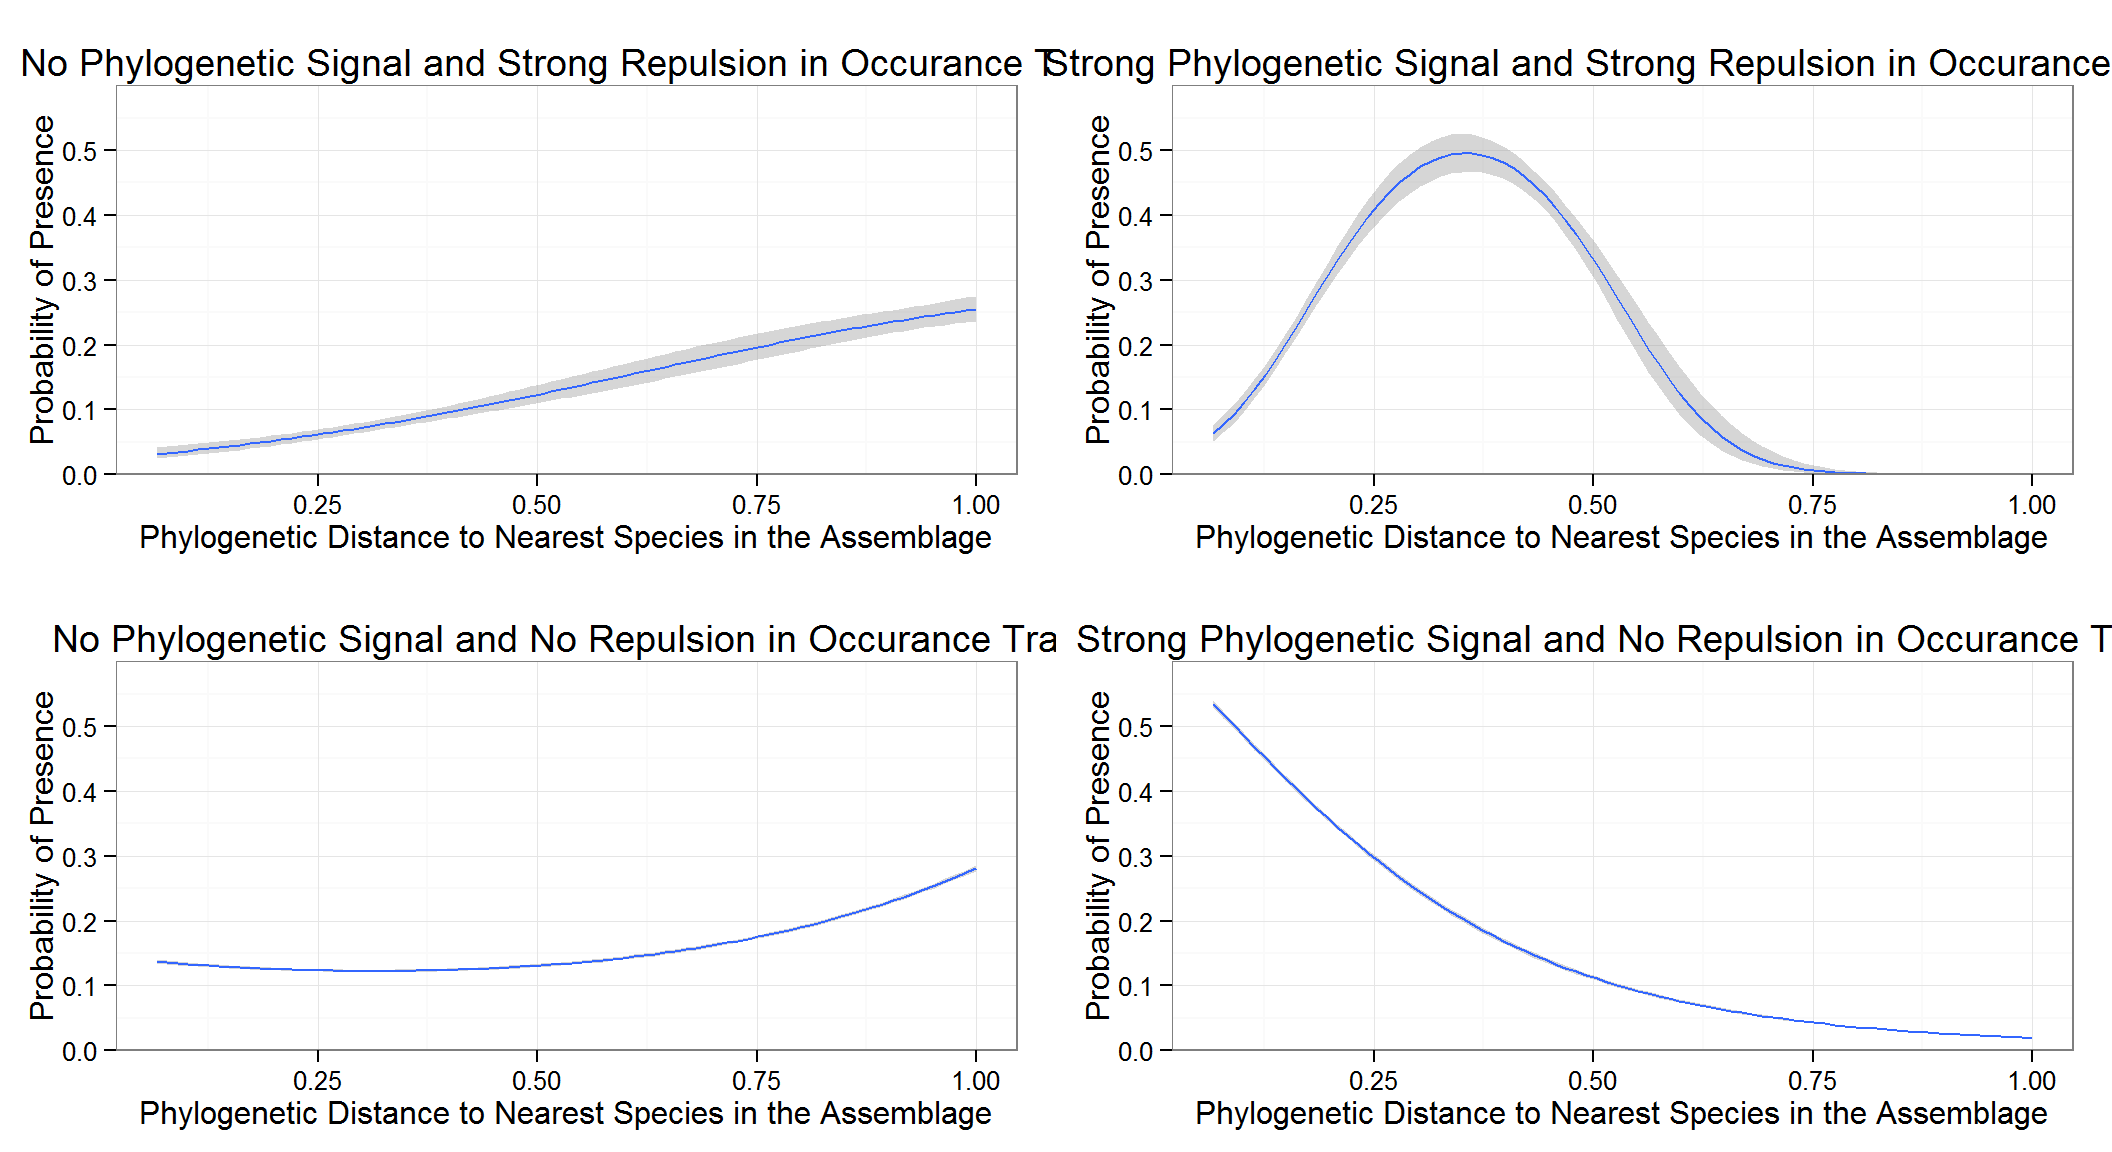 No Phylogenetic Signal and Strong Repulsion in Occurance T
Probability of Presence
0.5
0.4
0.3
0.2
0.1
0.0
0.25 0.50 0.75 1.00
Phylogenetic Distance to Nearest Species in the Assemblage
Strong Phylogenetic Signal and Strong Repulsion in Occurance
Probability of Presence
0.5
0.4
0.3
0.2
0.1
0.0
0.25 0.50 0.75 1.00
Phylogenetic Distance to Nearest Species in the Assemblage
No Phylogenetic Signal and No Repulsion in Occurance Tra
Probability of Presence
0.5
0.4
0.3
0.2
0.1
0.0
0.25 0.50 0.75 1.00
Phylogenetic Distance to Nearest Species in the Assemblage
Strong Phylogenetic Signal and No Repulsion in Occurance T
Probability of Presence
0.5
0.4
0.3
0.2
0.1
0.0
0.25 0.50 0.75 1.00
Phylogenetic Distance to Nearest Species in the Assemblage